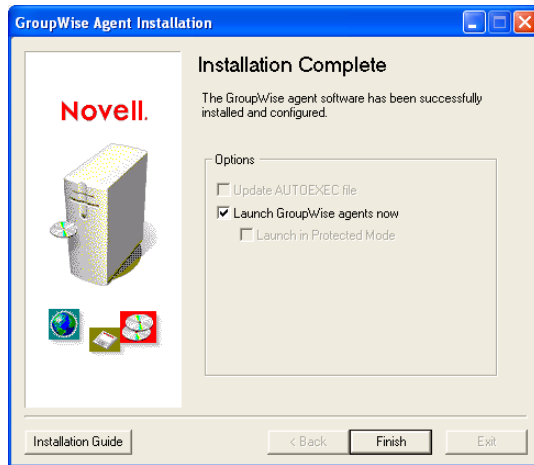 GroupWise Agent Installation
Installation Complete
The GroupWise agent software has been successfully
installed and configured.
Novell.
Options
Update AUTOEXEC file
Launch GroupWise agents now
Launch in Protected Mode
Installation Guide
< Back
Finish
Exit